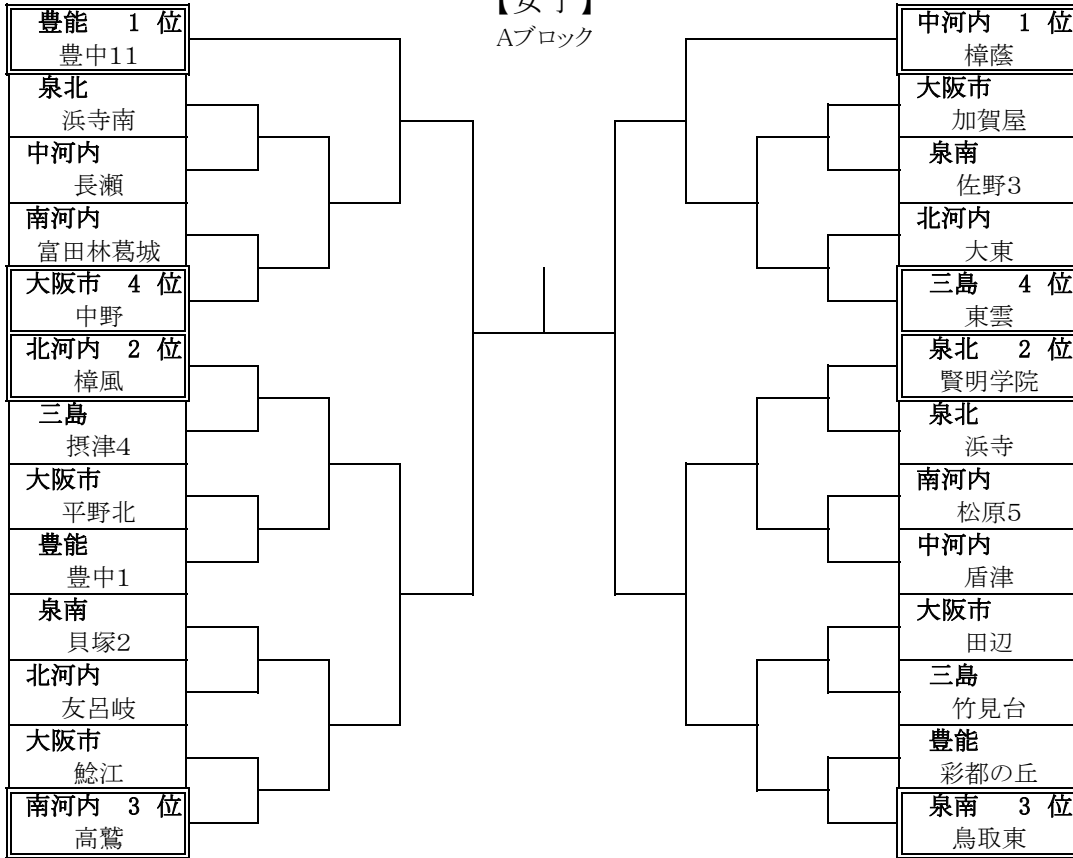 【女子】
Aブロック
豊能 1 位
豊中11
泉北
浜寺南
中河内
長瀬
南河内
富田林葛城
大阪市 4 位
中野
北河内 2 位
樟風
三島
摂津4
大阪市
平野北
豊能
豊中1
泉南
貝塚2
北河内
友呂岐
大阪市
鯰江
南河内 3 位
高鷲
中河内 1 位
樟蔭
大阪市
加賀屋
泉南
佐野3
北河内
大東
三島 4 位
東雲
泉北 2 位
賢明学院
泉北
浜寺
南河内
松原5
中河内
盾津
大阪市
田辺
三島
竹見台
豊能
彩都の丘
泉南 3 位
鳥取東